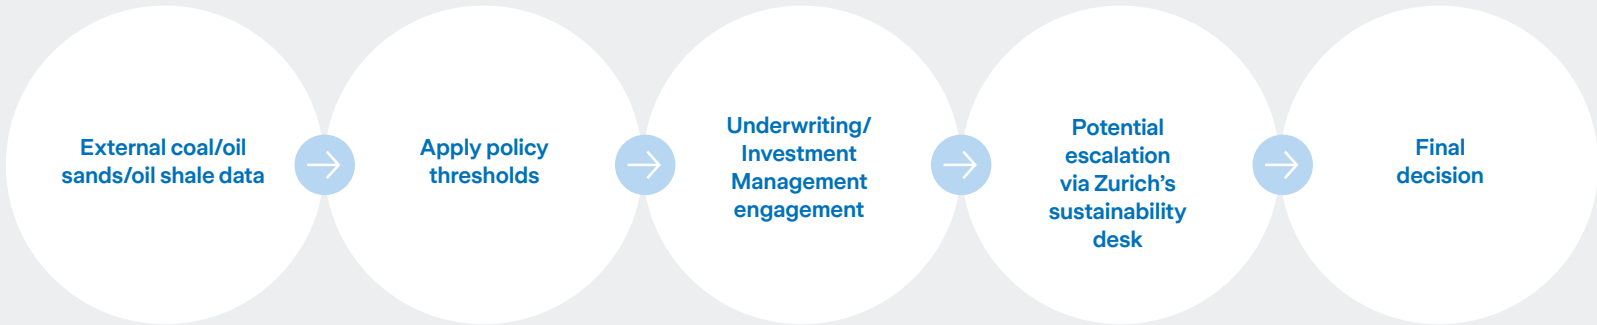 External coal/oil
sands/oil shale data
Apply policy
thresholds
Underwriting/
Investment
Management
engagement
Potential
escalation
via Zurich’s
sustainability
desk
Final
decision